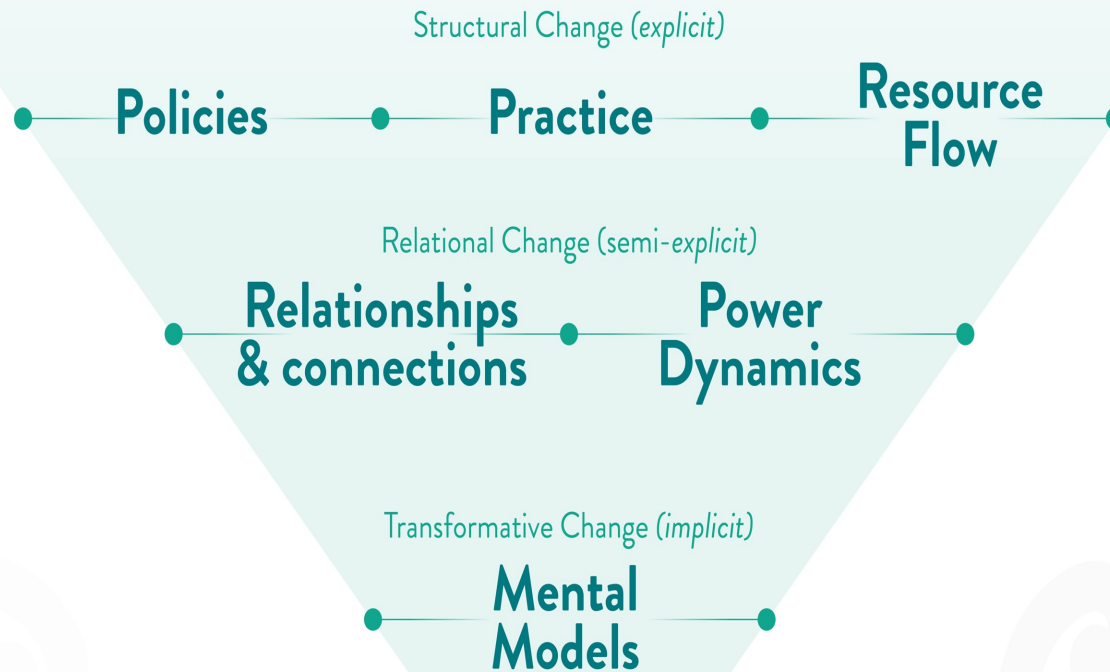 Structural Change (explicit)
Policies
Practice
Resource
Flow
Relational Change (semi-explicit)
Relationships
& connections
Power
Dynamics
Transformative Change (implicit)
Mental
Models